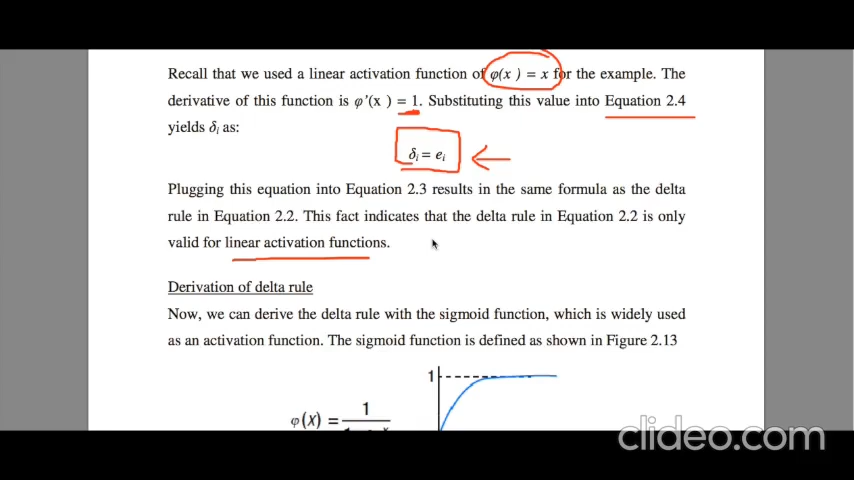 Recall that we used a linear activation function of φ(x ) = x for the example. The
derivative of this function is φ’(x ) = 1. Substituting this value into Equation 2.4
yields δi as:
δi = ei
Plugging this equation into Equation 2.3 results in the same formula as the delta
rule in Equation 2.2. This fact indicates that the delta rule in Equation 2.2 is only
valid for linear activation functions.
Derivation of delta rule
Now, we can derive the delta rule with the sigmoid function, which is widely used
as an activation function. The sigmoid function is defined as shown in Figure 2.13
1
φ(x) = 1
clideo.com